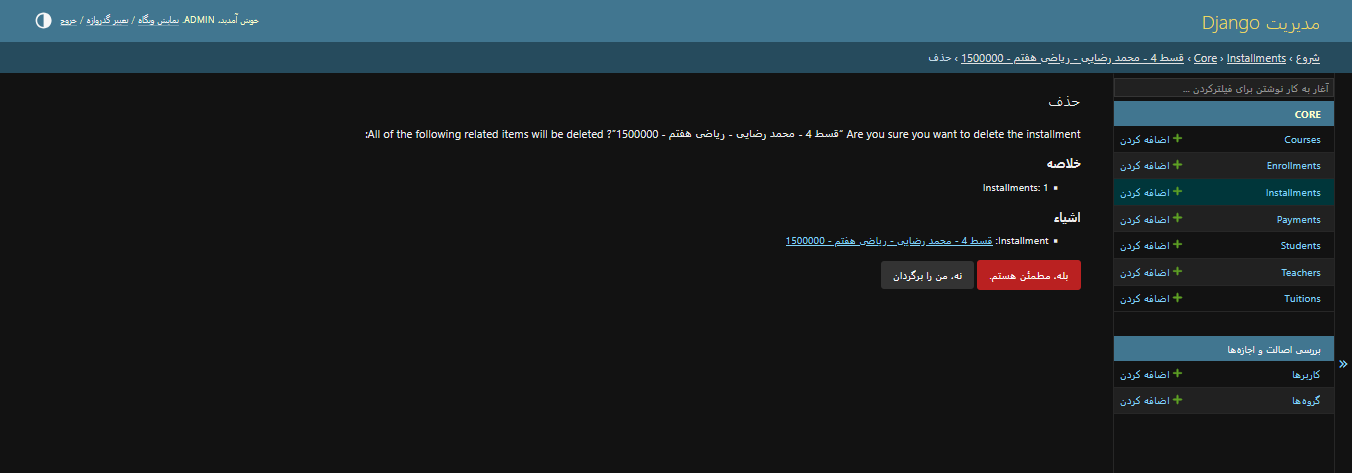 مدیریت Django
خوش آمدید، ADMIN. نمایش وبگاه / تغییر گذرواژه / خروج
شروع › Installments › Core › قسط 4 - محمد رضایی - ریاضی هفتم - 1500000 › حذف
آغاز به کار نوشتن برای فیلترکردن ...
CORE
Courses اضافه کردن
Enrollments اضافه کردن
Installments اضافه کردن
Payments اضافه کردن
Students اضافه کردن
Teachers اضافه کردن
Tuitions اضافه کردن
بررسی اصالت و اجازه‌ها
کاربرها اضافه کردن
گروه‌ها اضافه کردن
»
حذف
Are you sure you want to delete the installment "قسط 4 - محمد رضایی - ریاضی هفتم - 1500000"? All of the following related items will be deleted:
خلاصه
Installments: 1
اشیاء
Installment: قسط 4 - محمد رضایی - ریاضی هفتم - 1500000
بله، مطمئن هستم.
نه، من را برگردان